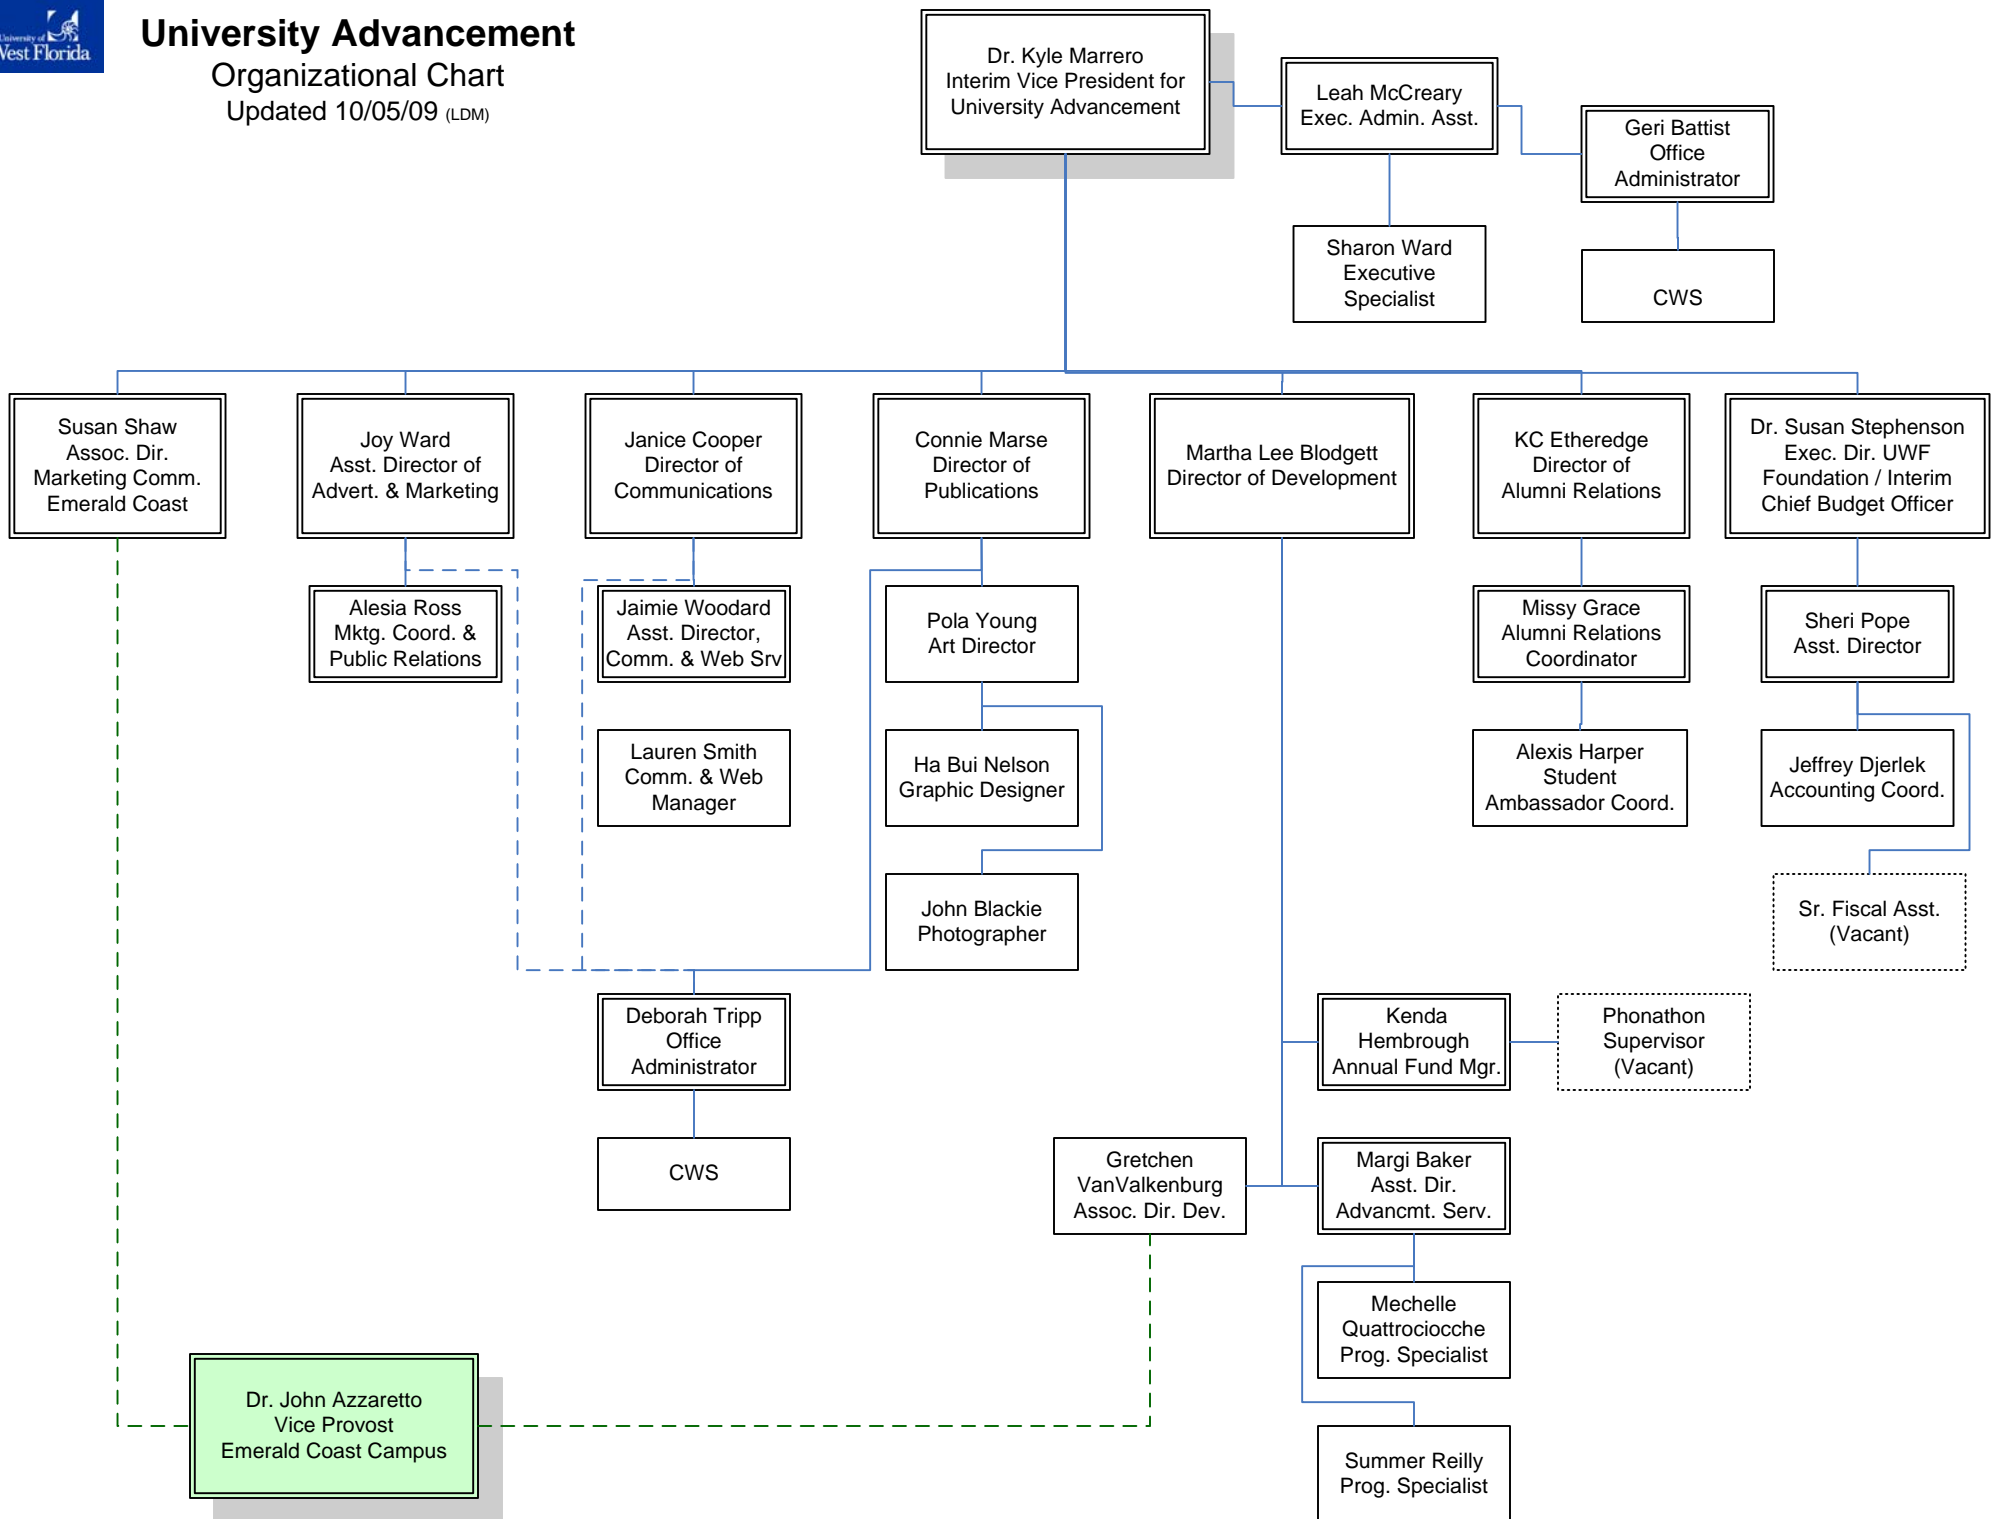 University of
West Florida
University Advancement
Organizational Chart
Updated 10/05/09 (LDM)
Dr. Kyle Marrero
Interim Vice President for
University Advancement
Leah McCreary
Exec. Admin. Asst.
Geri Battist
Office
Administrator
Sharon Ward
Executive
Specialist
CWS
Susan Shaw
Assoc. Dir.
Marketing Comm.
Emerald Coast
Joy Ward
Asst. Director of
Advert. & Marketing
Janice Cooper
Director of
Communications
Connie Marse
Director of
Publications
Martha Lee Blodgett
Director of Development
KC Etheredge
Director of
Alumni Relations
Dr. Susan Stephenson
Exec. Dir. UWF
Foundation / Interim
Chief Budget Officer
Alesia Ross
Mktg. Coord. &
Public Relations
Jaimie Woodard
Asst. Director,
Comm. & Web Srv
Pola Young
Art Director
Missy Grace
Alumni Relations
Coordinator
Sheri Pope
Asst. Director
Lauren Smith
Comm. & Web
Manager
Ha Bui Nelson
Graphic Designer
Alexis Harper
Student
Ambassador Coord.
Jeffrey Djerlek
Accounting Coord.
John Blackie
Photographer
Sr. Fiscal Asst.
(Vacant)
Deborah Tripp
Office
Administrator
Kenda
Hembrough
Annual Fund Mgr.
Phonathon
Supervisor
(Vacant)
CWS
Gretchen
VanValkenburg
Assoc. Dir. Dev.
Margi Baker
Asst. Dir.
Advancmt. Serv.
Mechelle
Quattrociocche
Prog. Specialist
Dr. John Azzaretto
Vice Provost
Emerald Coast Campus
Summer Reilly
Prog. Specialist